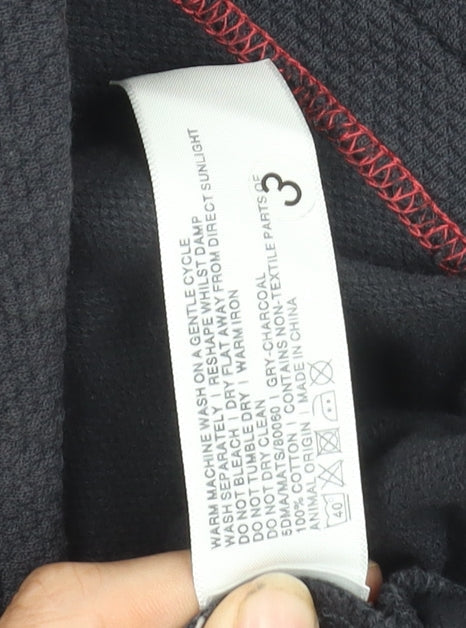 WARM MACHINE WASH ON A GENTLE CYCLE
WASH SEPARATELY | RESHAPE WHILST DAMP
DO NOT BLEACH | DRY FLAT AWAY FROM DIRECT SUNLIGHT
DO NOT TUMBLE DRY | WARM IRON
DO NOT DRY CLEAN
5DMA/MATS/80060 | GRY-CHARCOAL
100% COTTON | CONTAINS NON-TEXTILE PARTS OF
ANIMAL ORIGIN | MADE IN CHINA
40
3